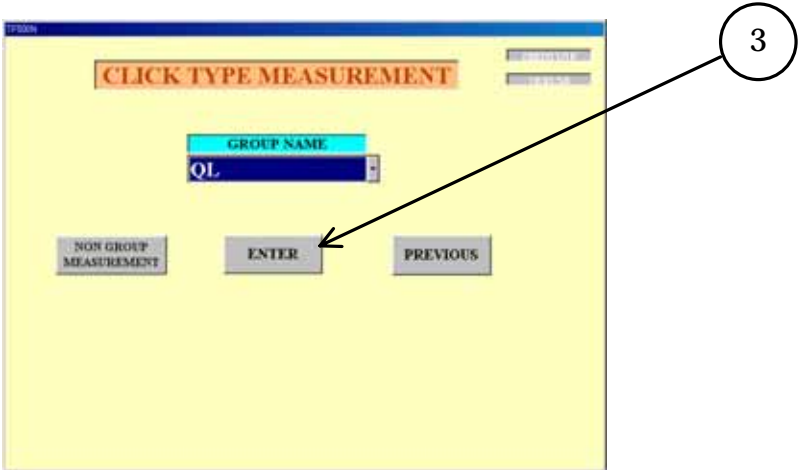 CLICK TYPE MEASUREMENT
3
GROUP NAME
QL
NON GROUP
MEASUREMENT
ENTER
PREVIOUS